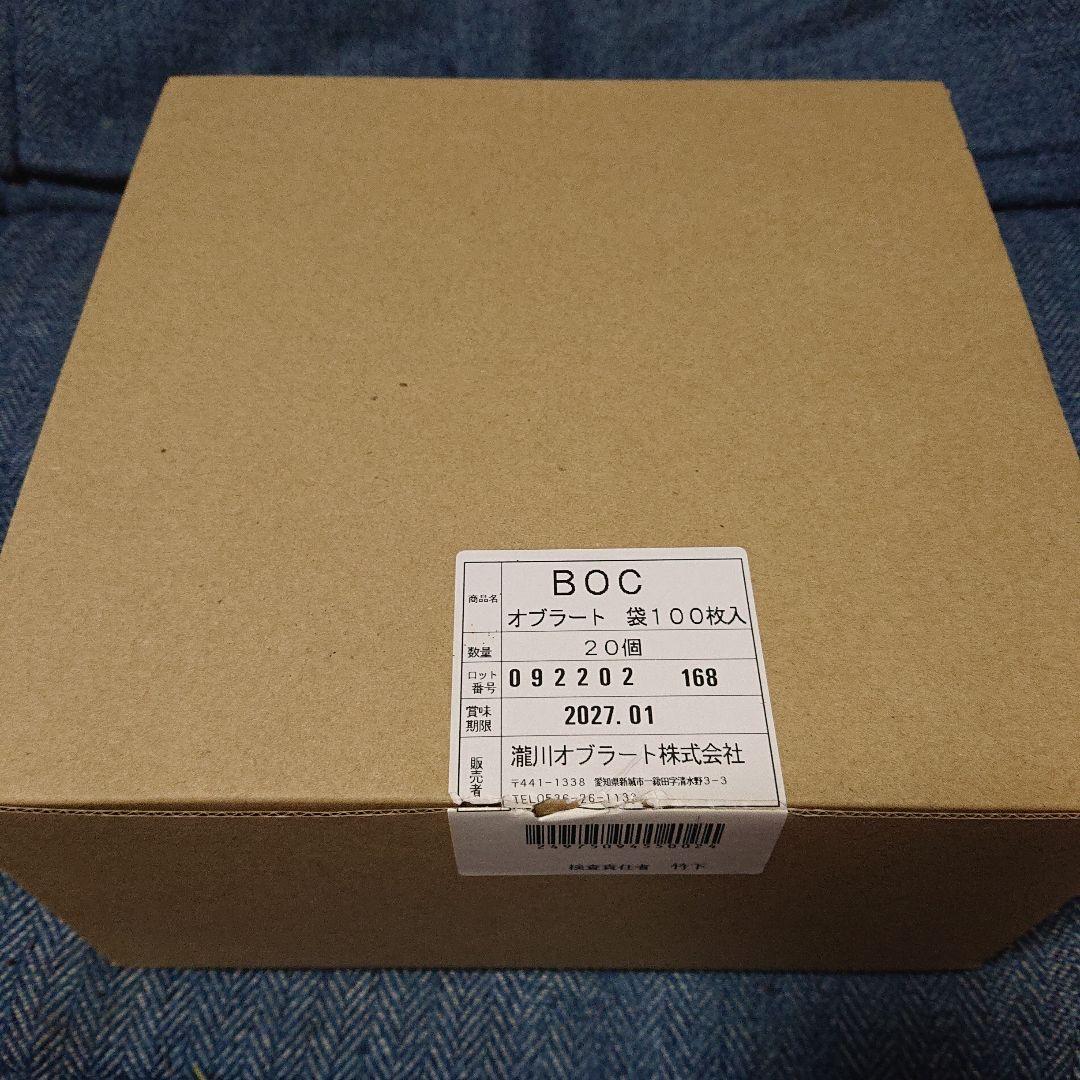 商品名 BOC
オブラート 袋100枚入
数量 20個
ロット番号 092202 168
賞味期限 2027.01
販売者 瀧川オブラート株式会社
〒441-1338 愛知県新城市一鍬田字清水野3-3
TEL0536-26-1133
検査責任者 竹下